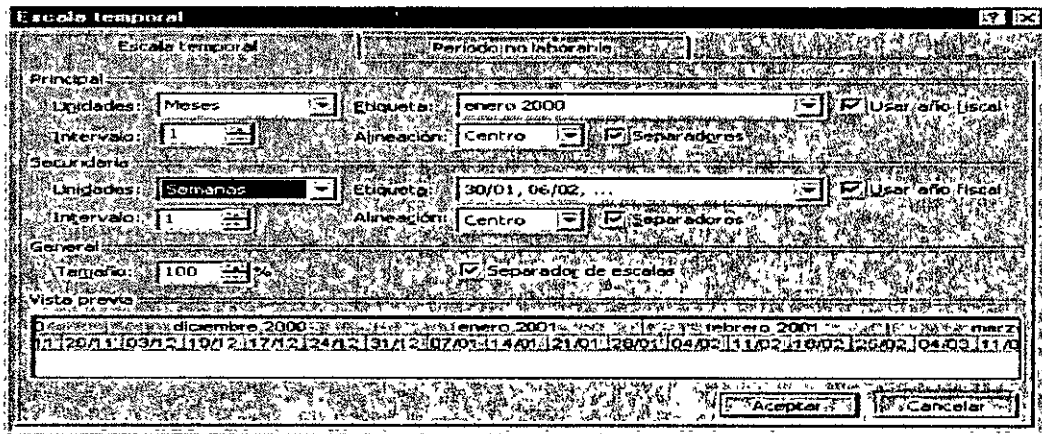 Escala temporal
Escala temporal Período no laborable
Principal
Unidades: Meses Etiqueta: enero 2000 Usar año fiscal
Intervalo: 1 Alineación: Centro Separadores
Secundaria
Unidades: Semanas Etiqueta: 30/01, 06/02, ... Usar año fiscal
Intervalo: 1 Alineación: Centro Separadores
General
Tamaño: 100 % Separador de escalas
Vista previa
0 diciembre 2000 enero 2001 febrero 2001 marz
11 03/12 10/12 17/12 24/12 31/12 07/01 14/01 21/01 28/01 04/02 11/02 18/02 04/03 11/0
Aceptar Cancelar